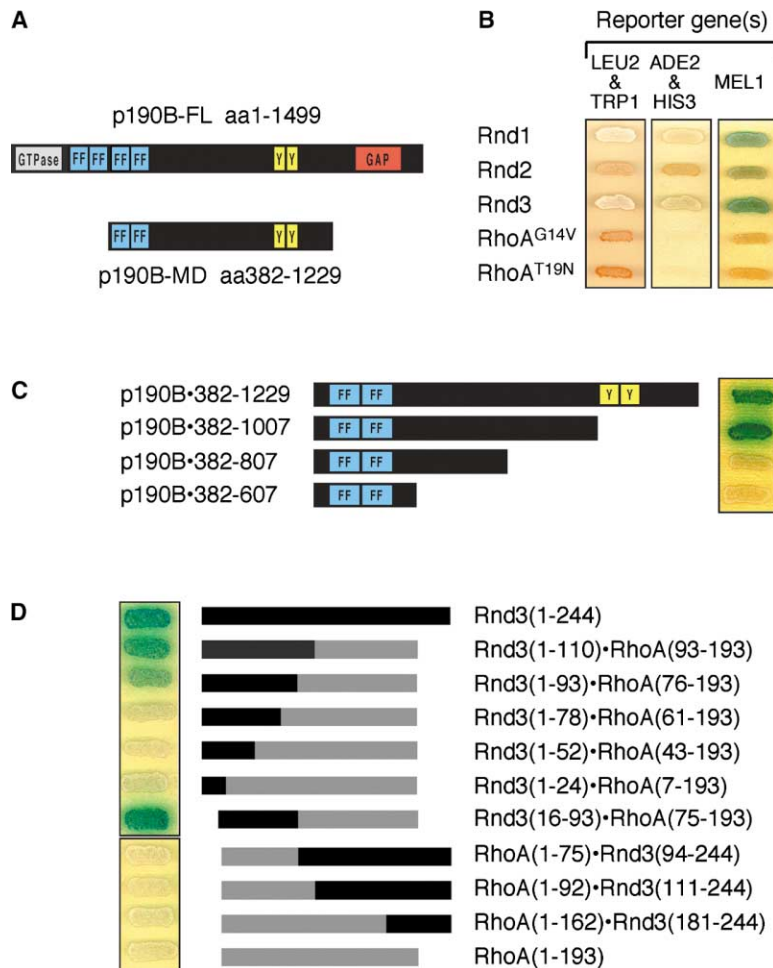 A
p190B-FL aa1-1499
GTPase FF FF FF FF Y Y GAP
FF FF Y Y
p190B-MD aa382-1229
B
Reporter gene(s)
LEU2 & TRP1
ADE2 & HIS3
MEL1
Rnd1
Rnd2
Rnd3
RhoAG14V
RhoAT19N
C
p190B•382-1229 FF FF Y Y
p190B•382-1007 FF FF
p190B•382-807 FF FF
p190B•382-607 FF FF
D
Rnd3(1-244)
Rnd3(1-110)•RhoA(93-193)
Rnd3(1-93)•RhoA(76-193)
Rnd3(1-78)•RhoA(61-193)
Rnd3(1-52)•RhoA(43-193)
Rnd3(1-24)•RhoA(7-193)
Rnd3(16-93)•RhoA(75-193)
RhoA(1-75)•Rnd3(94-244)
RhoA(1-92)•Rnd3(111-244)
RhoA(1-162)•Rnd3(181-244)
RhoA(1-193)